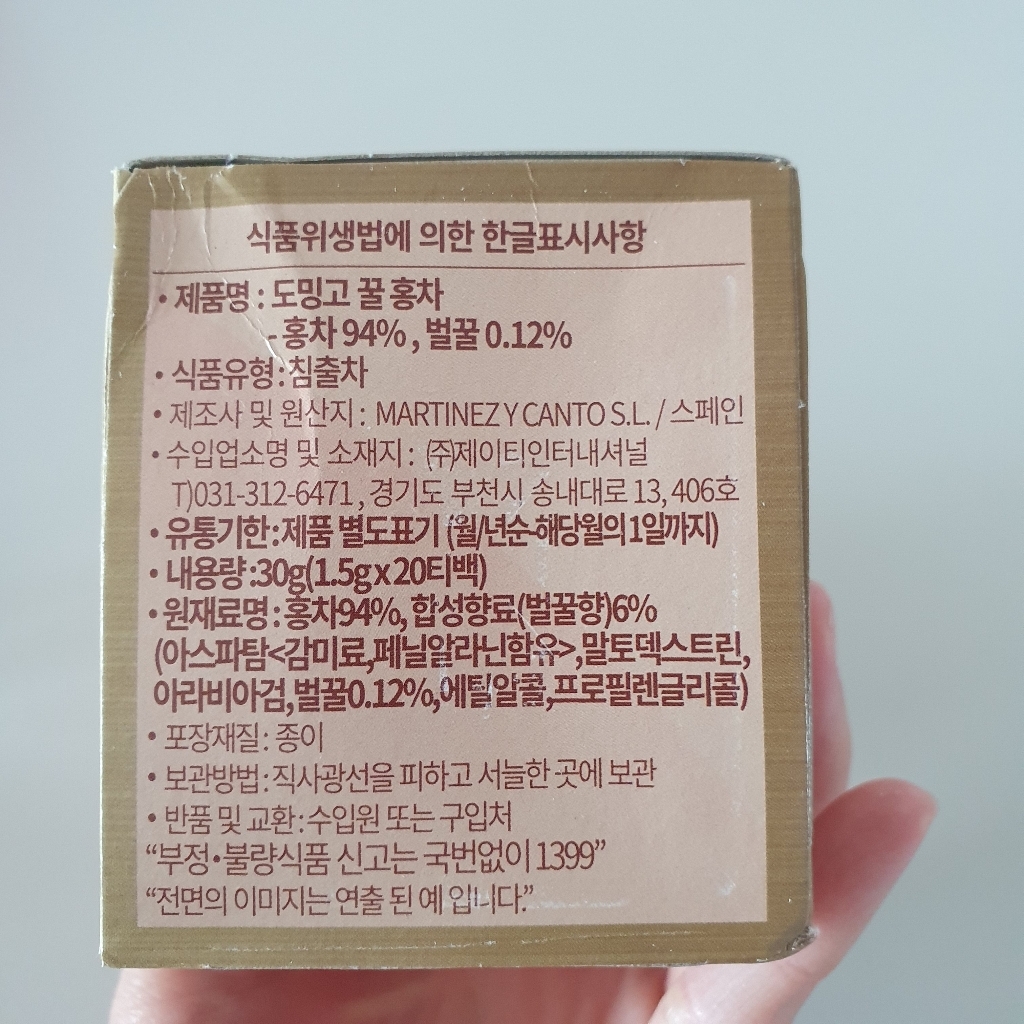 식품위생법에 의한 한글표시사항
• 제품명 : 도밍고 꿀 홍차
- 홍차 94% , 벌꿀 0.12%
• 식품유형 : 침출차
• 제조사 및 원산지 : MARTINEZ Y CANTO S.L. / 스페인
• 수입업소명 및 소재지 : ㈜제이티인터내셔널
T)031-312-6471 , 경기도 부천시 송내대로 13, 406호
• 유통기한 : 제품 별도표기 (월/년순-해당월의 1일까지)
• 내용량 :30g(1.5g x 20티백)
• 원재료명 : 홍차94%, 합성향료(벌꿀향)6%
(아스파탐<감미료,페닐알라닌함유>,말토덱스트린,
아라비아검,벌꿀0.12%,에틸알콜,프로필렌글리콜)
• 포장재질 : 종이
• 보관방법 : 직사광선을 피하고 서늘한 곳에 보관
• 반품 및 교환 : 수입원 또는 구입처
“부정•불량식품 신고는 국번없이 1399”
“전면의 이미지는 연출 된 예 입니다.”